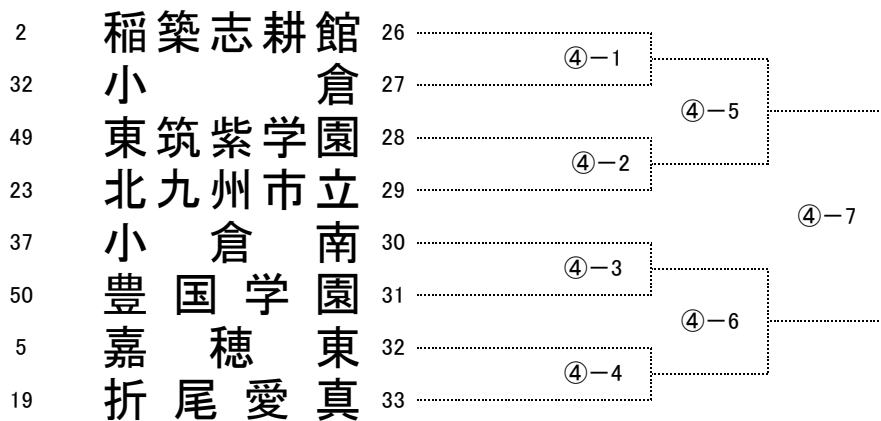 2 稲築志耕館 26
④－1
32 小倉 27
④－5
49 東筑紫学園 28
④－2
23 北九州市立 29
④－7
37 小倉南 30
④－3
50 豊国学園 31
④－6
5 嘉穂東 32
④－4
19 折尾愛真 33